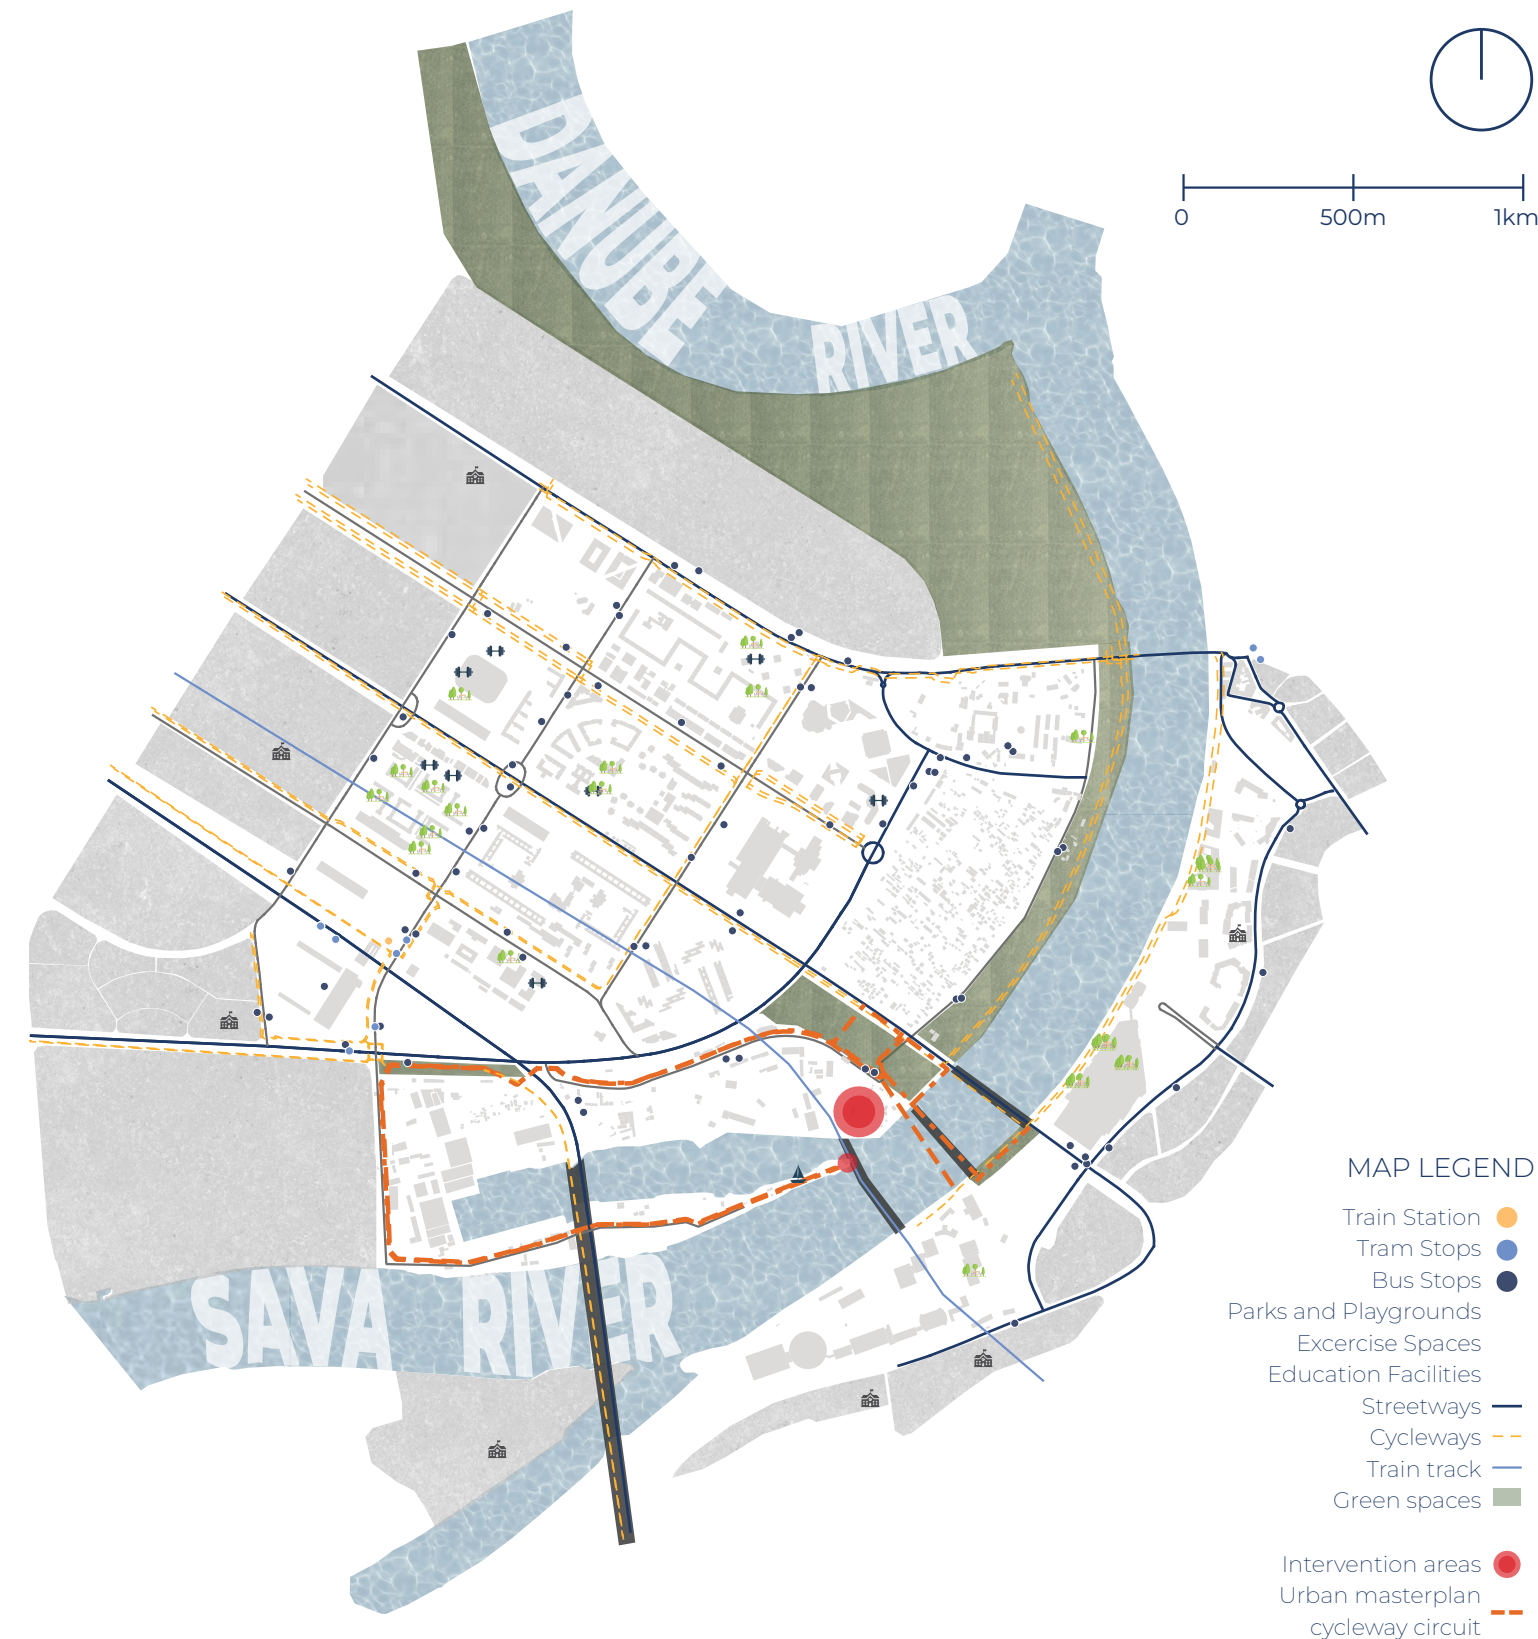 DANUBE
RIVER
0
500m
1km
SAVA RIVER
MAP LEGEND
Train Station
Tram Stops
Bus Stops
Parks and Playgrounds
Excercise Spaces
Education Facilities
Streetways
Cycleways
Train track
Green spaces
Intervention areas
Urban masterplan
cycleway circuit